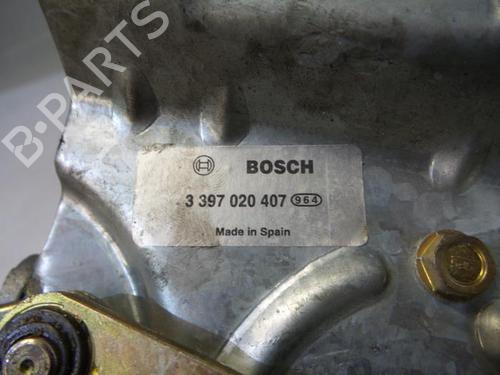 B-PARTS
BOSCH
3 397 020 407 964
Made in Spain